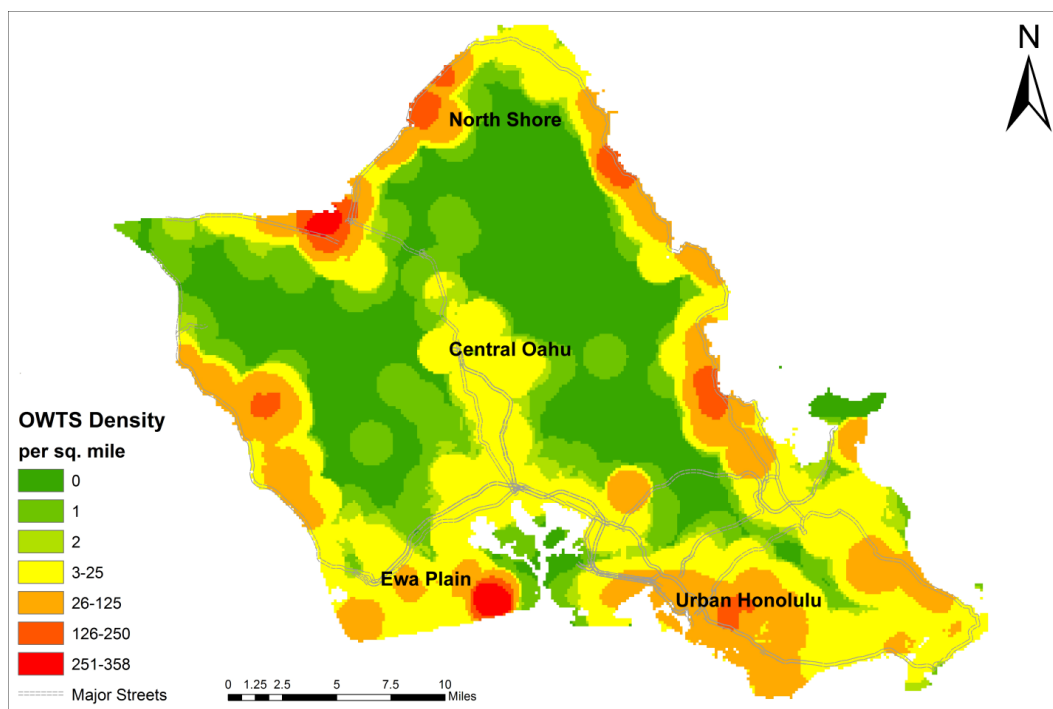 N
North Shore
Central Oahu
Ewa Plain
Urban Honolulu
OWTS Density
per sq. mile
0
1
2
3-25
26-125
126-250
251-358
Major Streets
0 1.25 2.5 5 7.5 10
Miles